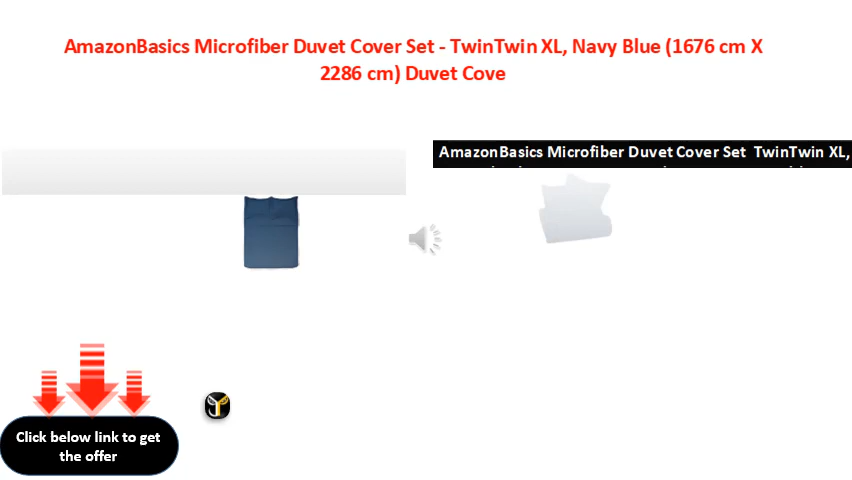 AmazonBasics Microfiber Duvet Cover Set - TwinTwin XL, Navy Blue (1676 cm X
2286 cm) Duvet Cove
AmazonBasics Microfiber Duvet Cover Set TwinTwin XL,
Click below link to get
the offer